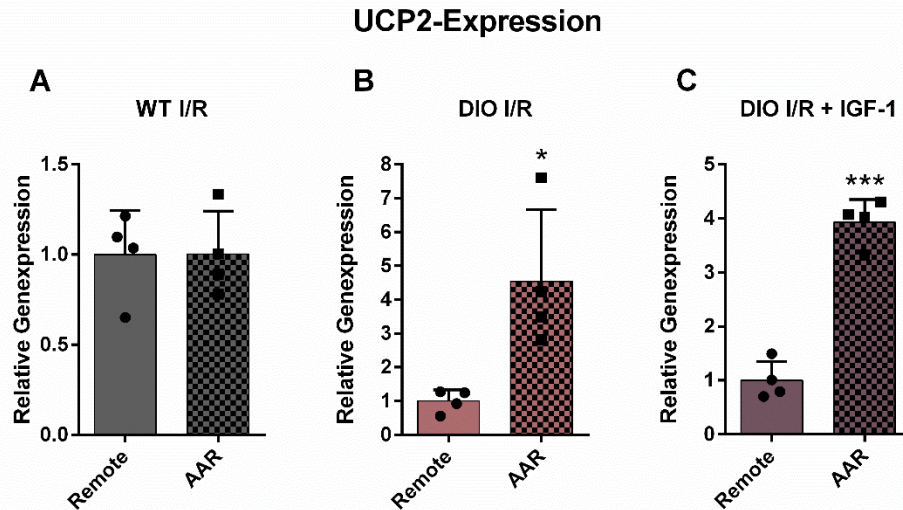 UCP2-Expression
A
WT I/R
Relative Genexpression
1.5
1.0
0.5
0.0
Remote
AAR
B
DIO I/R
Relative Genexpression
8
7
6
5
4
3
2
1
0
*
Remote
AAR
C
DIO I/R + IGF-1
Relative Genexpression
5
4
3
2
1
0
***
Remote
AAR